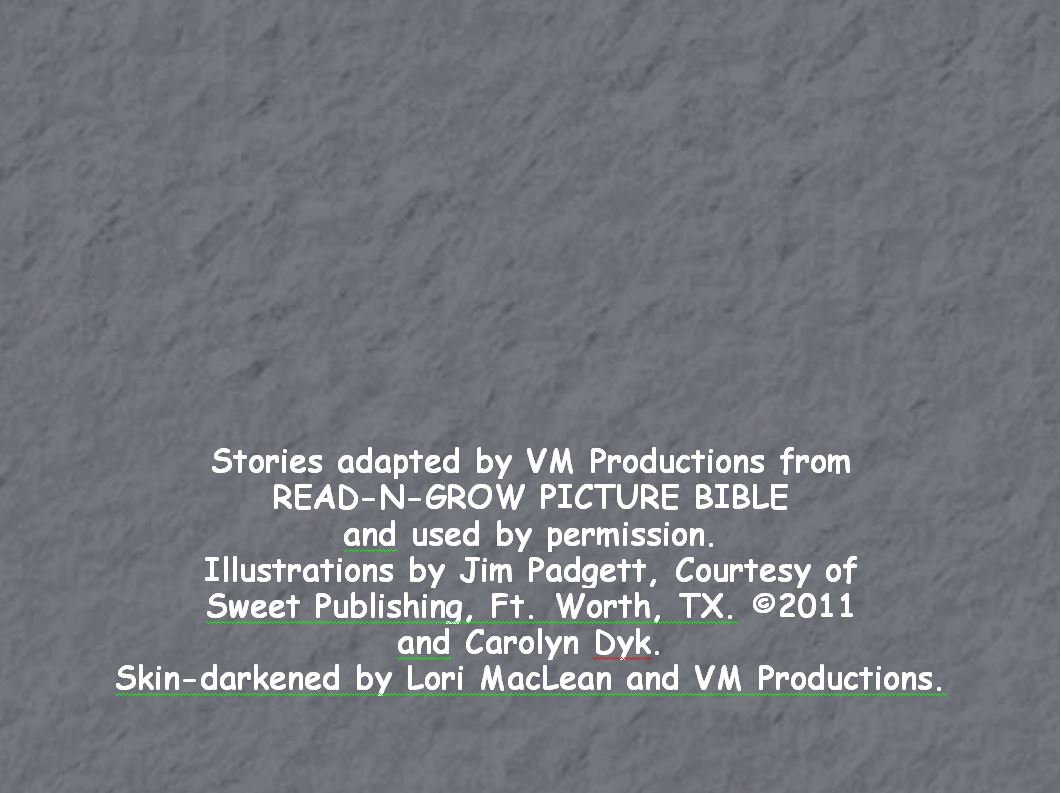 Stories adapted by VM Productions from
READ-N-GROW PICTURE BIBLE
and used by permission.
Illustrations by Jim Padgett, Courtesy of
Sweet Publishing, Ft. Worth, TX. ©2011
and Carolyn Dyk.
Skin-darkened by Lori MacLean and VM Productions.